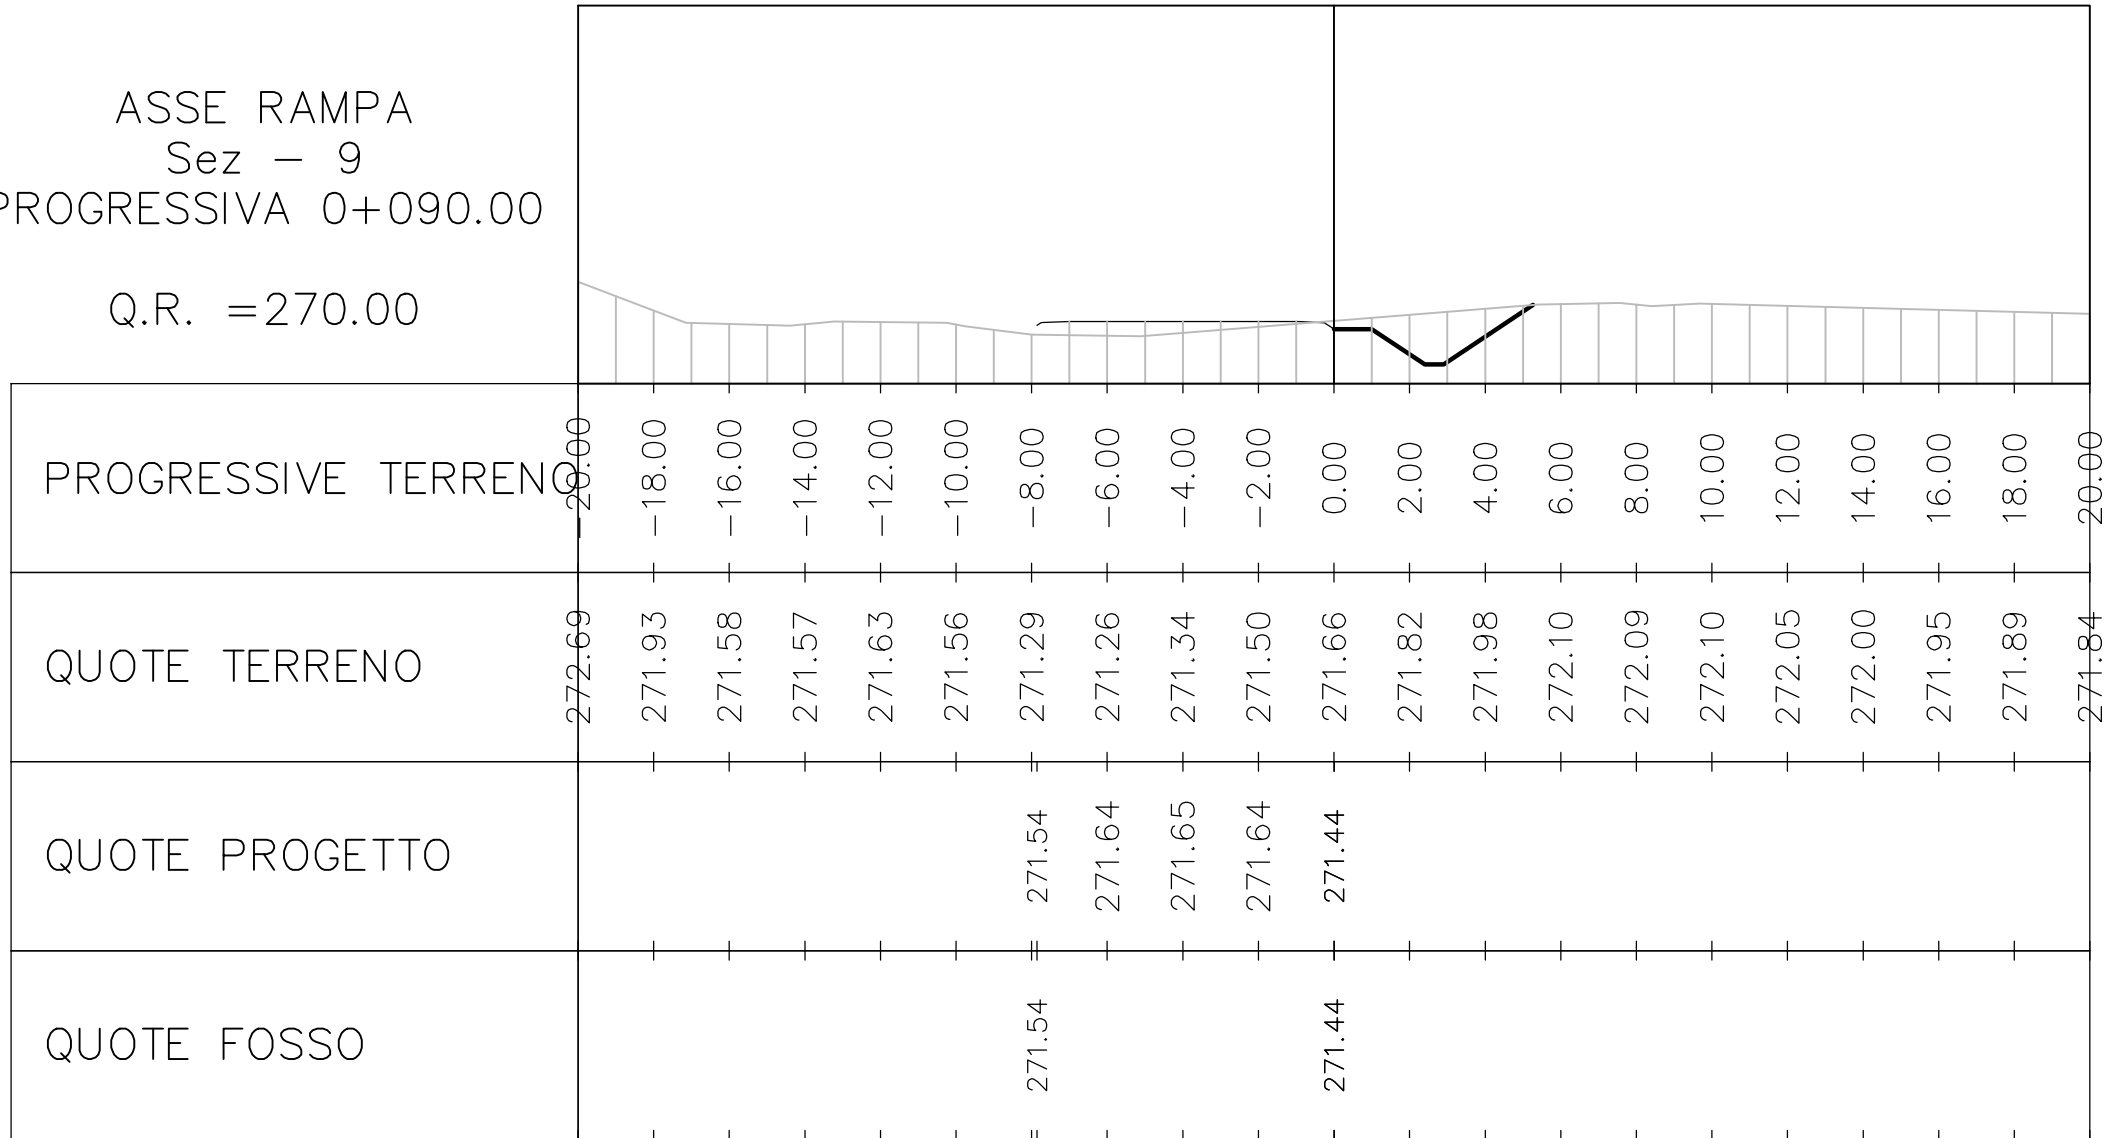 ASSE RAMPA
Sez - 9
PROGRESSIVA 0+090.00
Q.R. =270.00
PROGRESSIVE TERRENO -20.00 -18.00 -16.00 -14.00 -12.00 -10.00 -8.00 -6.00 -4.00 -2.00 0.00 2.00 4.00 6.00 8.00 10.00 12.00 14.00 16.00 18.00 20.00
QUOTE TERRENO 272.69 271.93 271.58 271.57 271.63 271.56 271.29 271.26 271.34 271.50 271.66 271.82 271.98 272.10 272.09 272.10 272.05 272.00 271.95 271.89 271.84
QUOTE PROGETTO 271.54 271.64 271.65 271.64 271.44
QUOTE FOSSO 271.54 271.44